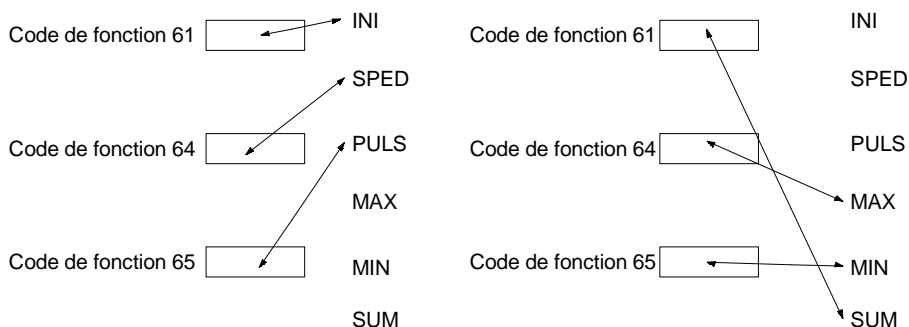 Code de fonction 61
INI
SPED
Code de fonction 64
PULS
MAX
Code de fonction 65
MIN
SUM
Code de fonction 61
INI
SPED
Code de fonction 64
PULS
MAX
Code de fonction 65
MIN
SUM